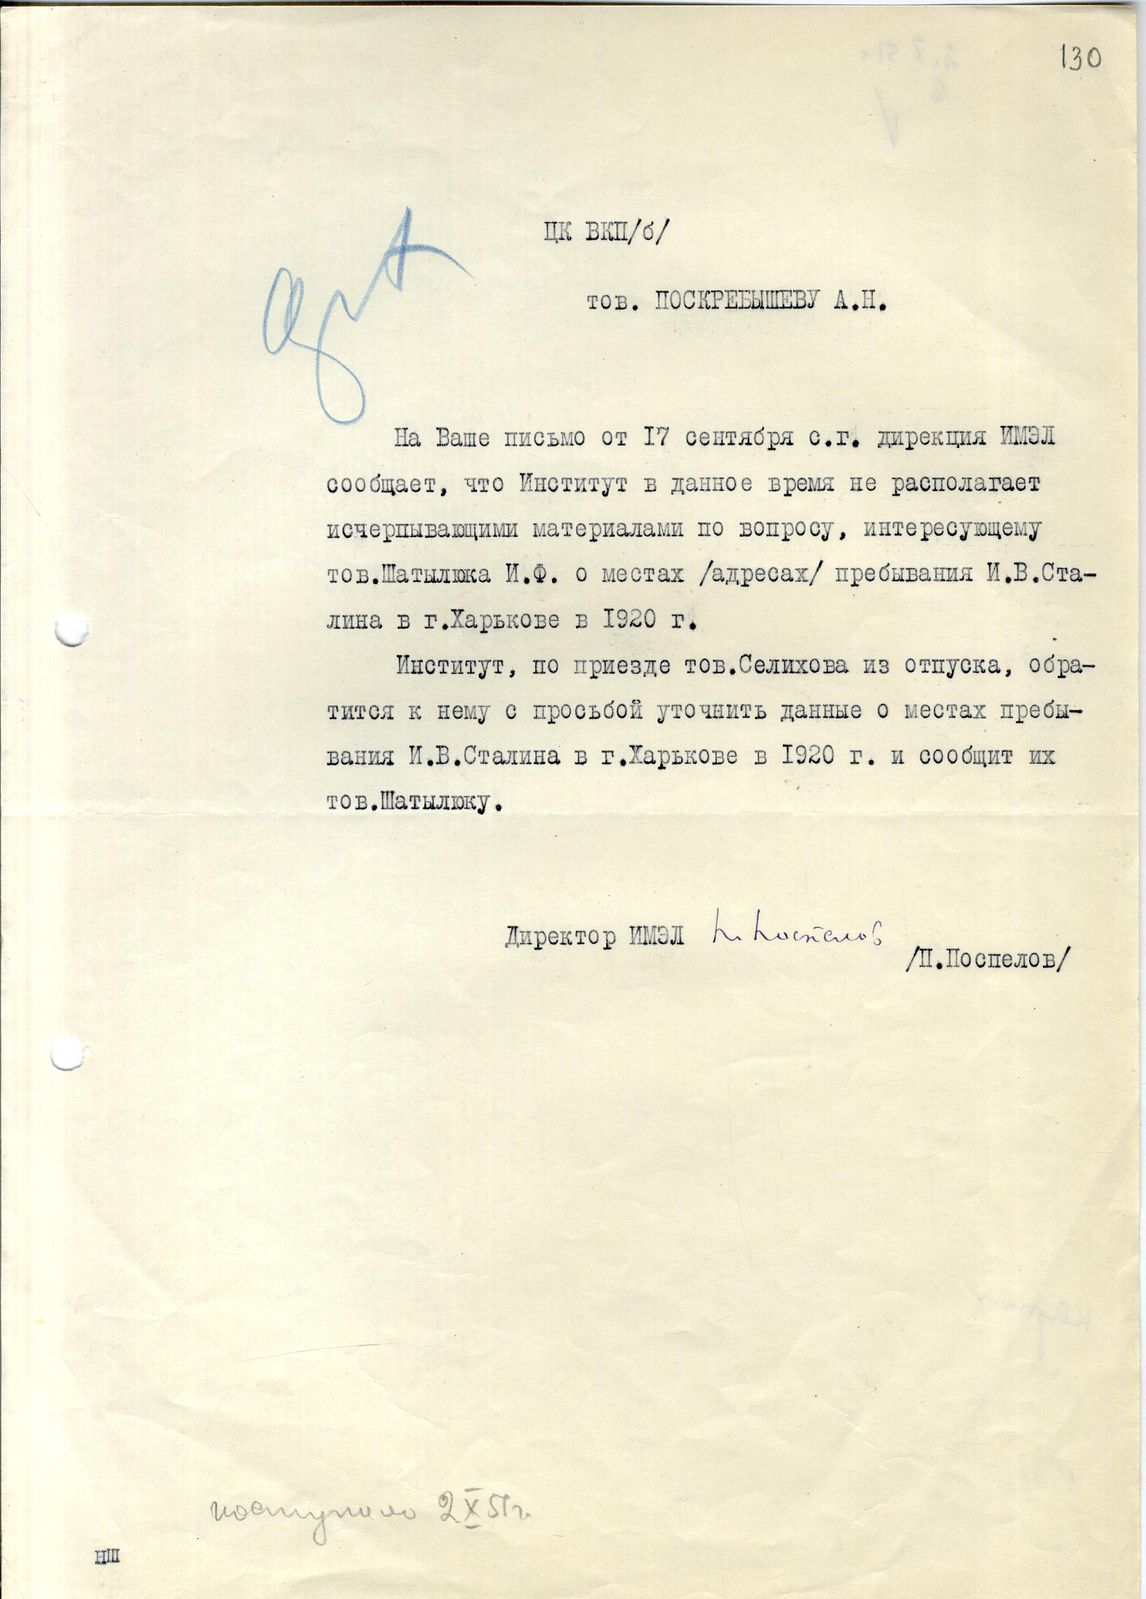 130
ЦК ВКП/б/
тов. ПОСКРЕБЫШЕВУ А.Н.
На Ваше письмо от 17 сентября с.г. дирекция ИМЭЛ
сообщает, что Институт в данное время не располагает
исчерпывающими материалами по вопросу, интересующему
тов.Шатылюка И.Ф. о местах /адресах/ пребывания И.В.Ста-
лина в г.Харькове в 1920 г.
Институт, по приезде тов.Селихова из отпуска, обра-
тится к нему с просьбой уточнить данные о местах пребы-
вания И.В.Сталина в г.Харькове в 1920 г. и сообщит их
тов.Шатылюку.
Директор ИМЭЛ П. Поспелов
/П.Поспелов/
поступило 2 X 51 г.
НШ